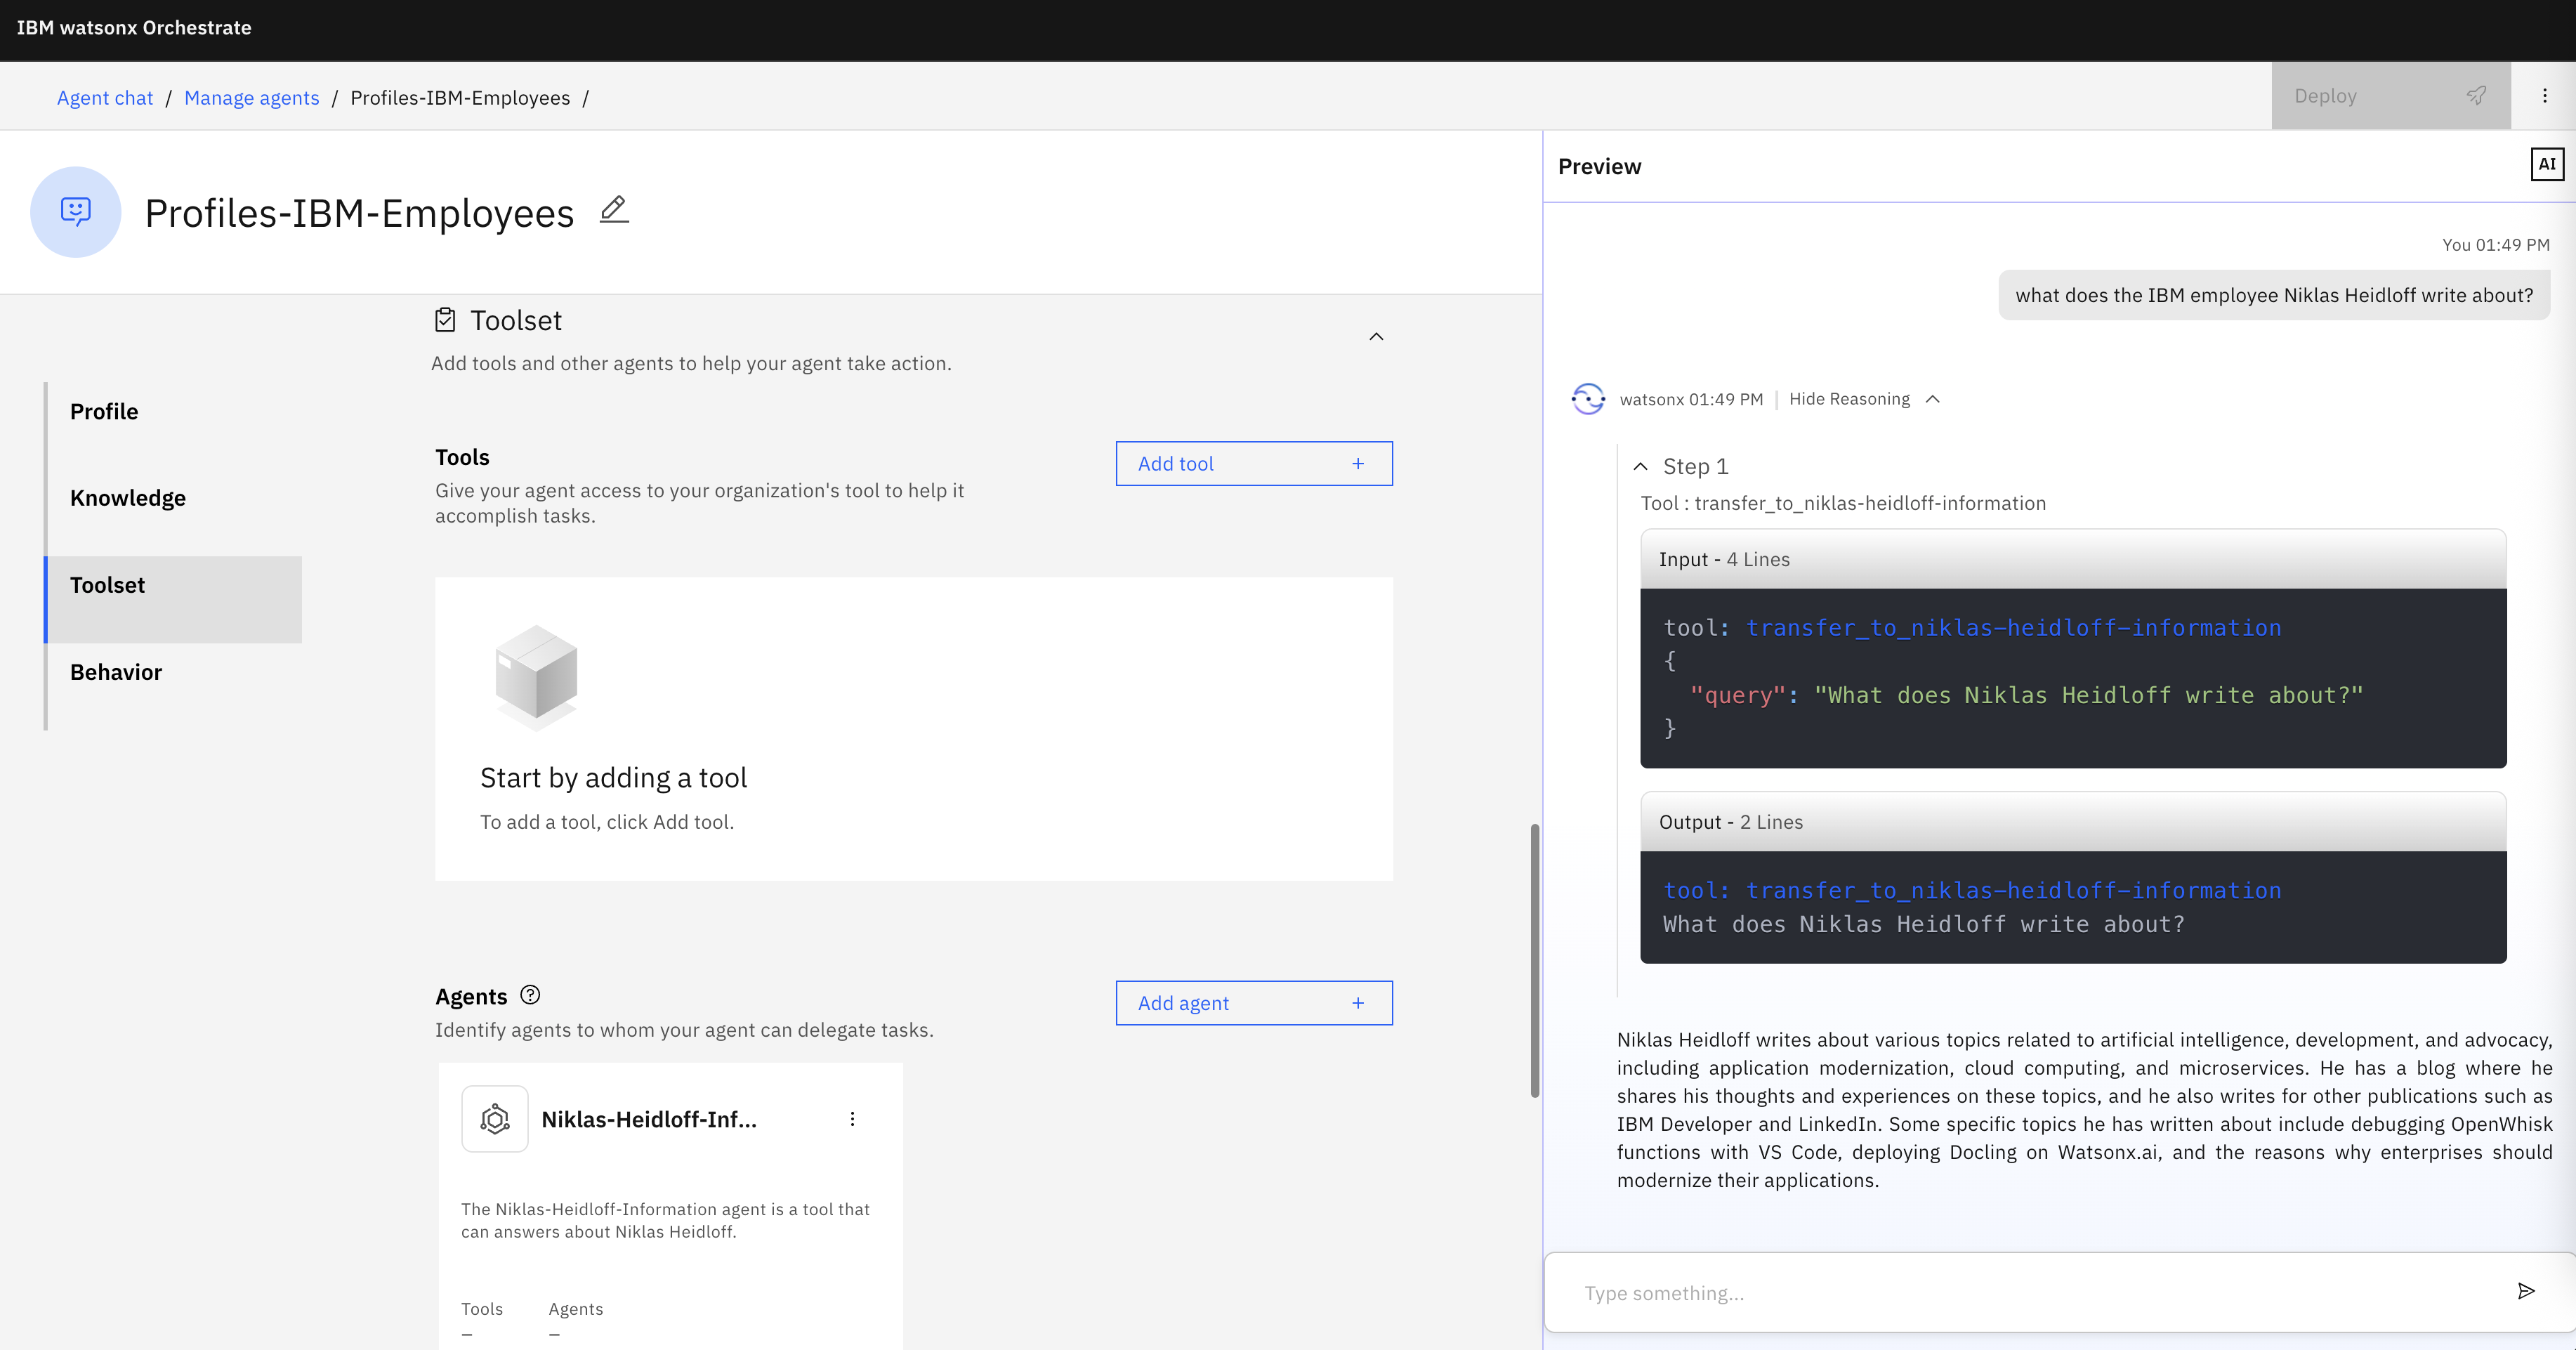 IBM watsonx Orchestrate
Agent chat / Manage agents / Profiles-IBM-Employees /
Deploy
Profiles-IBM-Employees
Profile
Knowledge
Toolset
Behavior
Toolset
Add tools and other agents to help your agent take action.
Tools
Give your agent access to your organization's tool to help it
accomplish tasks.
Add tool +
Start by adding a tool
To add a tool, click Add tool.
Agents ?
Identify agents to whom your agent can delegate tasks.
Add agent +
Niklas-Heidloff-Inf...
The Niklas-Heidloff-Information agent is a tool that
can answers about Niklas Heidloff.
Tools Agents
– –
Preview
AI
You 01:49 PM
what does the IBM employee Niklas Heidloff write about?
watsonx 01:49 PM | Hide Reasoning
Step 1
Tool : transfer_to_niklas-heidloff-information
Input - 4 Lines
tool: transfer_to_niklas-heidloff-information
{
"query": "What does Niklas Heidloff write about?"
}
Output - 2 Lines
tool: transfer_to_niklas-heidloff-information
What does Niklas Heidloff write about?
Niklas Heidloff writes about various topics related to artificial intelligence, development, and advocacy,
including application modernization, cloud computing, and microservices. He has a blog where he
shares his thoughts and experiences on these topics, and he also writes for other publications such as
IBM Developer and LinkedIn. Some specific topics he has written about include debugging OpenWhisk
functions with VS Code, deploying Docling on Watsonx.ai, and the reasons why enterprises should
modernize their applications.
Type something...